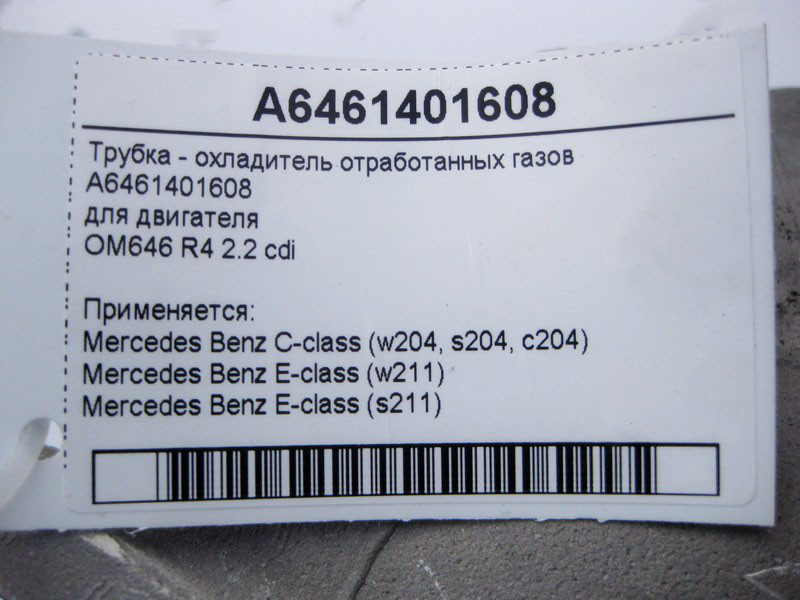 A6461401608
Трубка - охладитель отработанных газов
A6461401608
для двигателя
OM646 R4 2.2 cdi
Применяется:
Mercedes Benz C-class (w204, s204, c204)
Mercedes Benz E-class (w211)
Mercedes Benz E-class (s211)